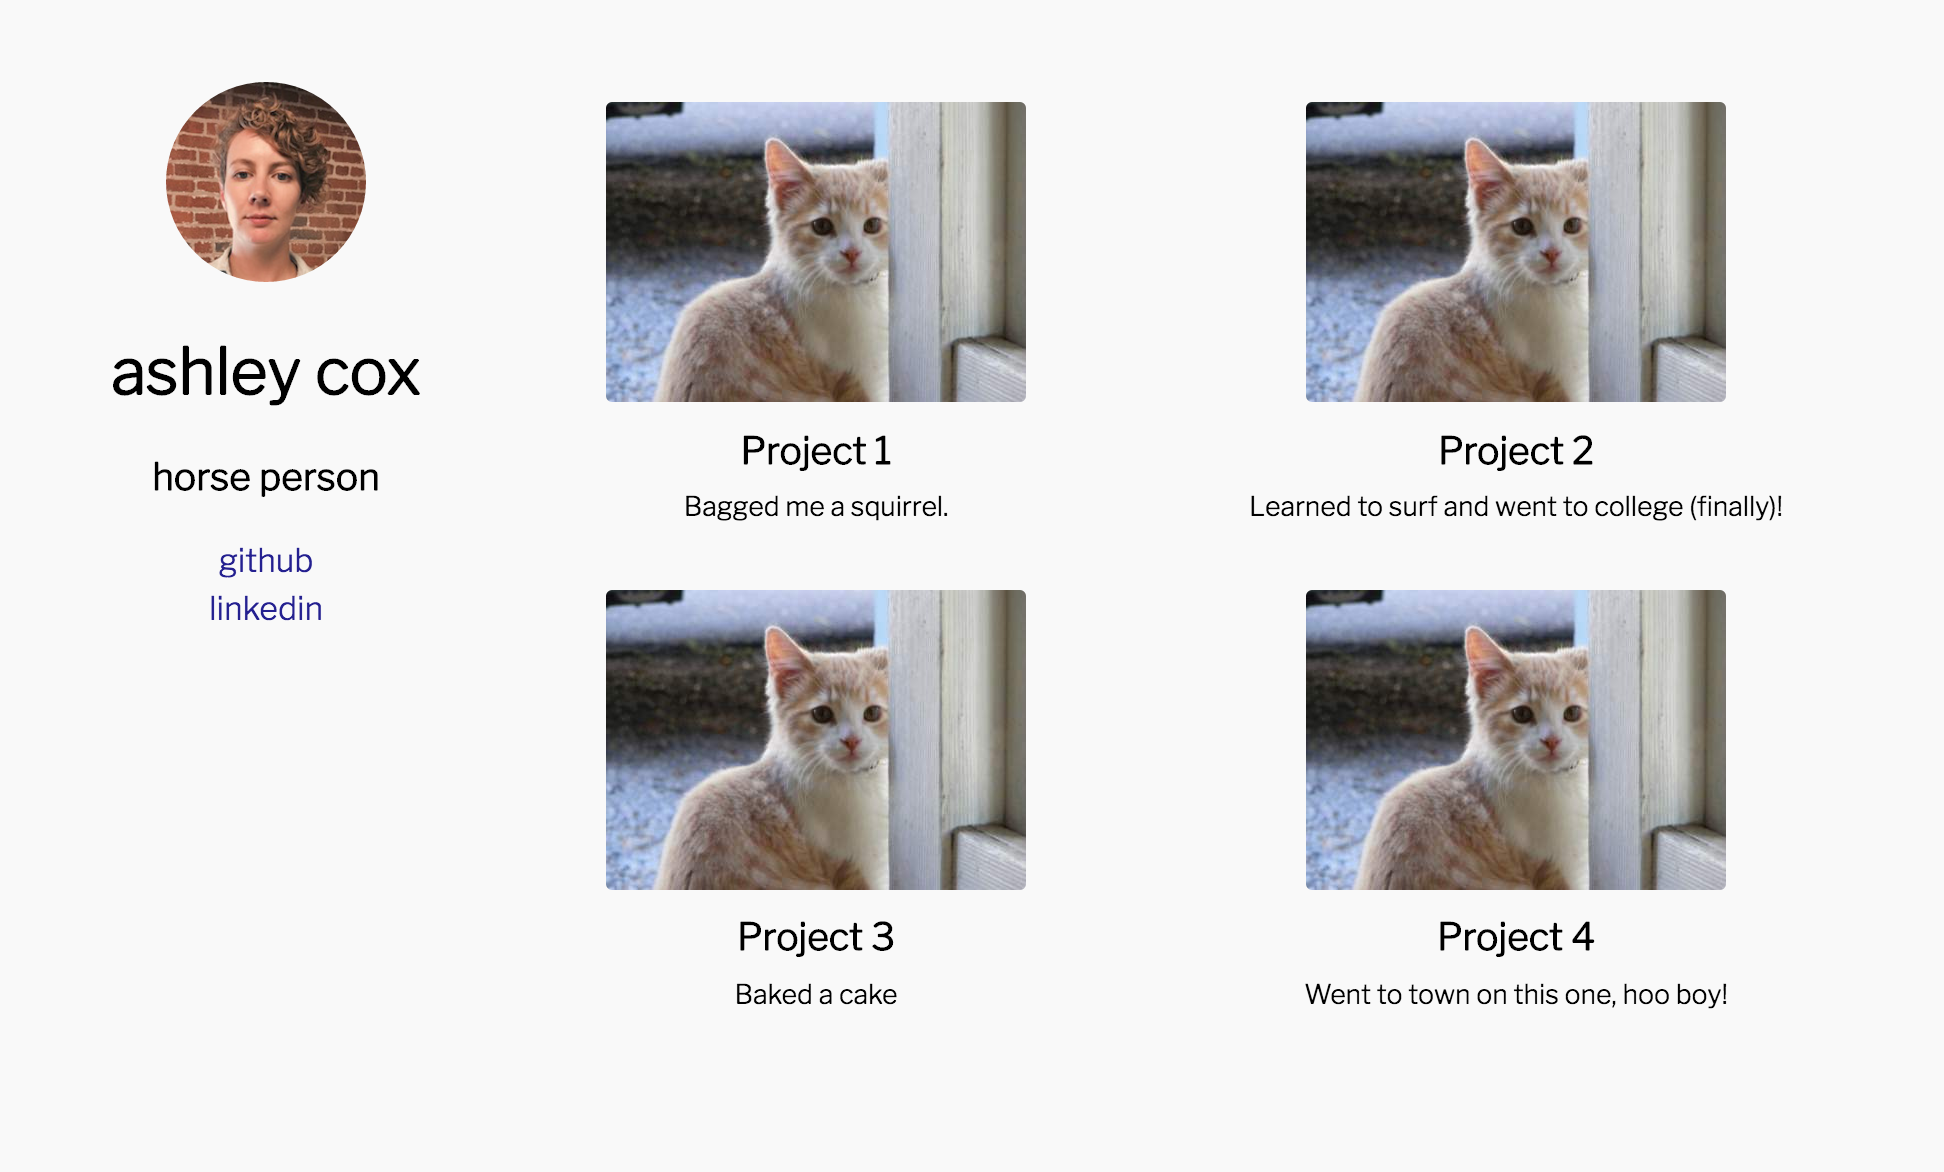 ashley cox
horse person
github
linkedin
Project 1
Bagged me a squirrel.
Project 2
Learned to surf and went to college (finally)!
Project 3
Baked a cake
Project 4
Went to town on this one, hoo boy!